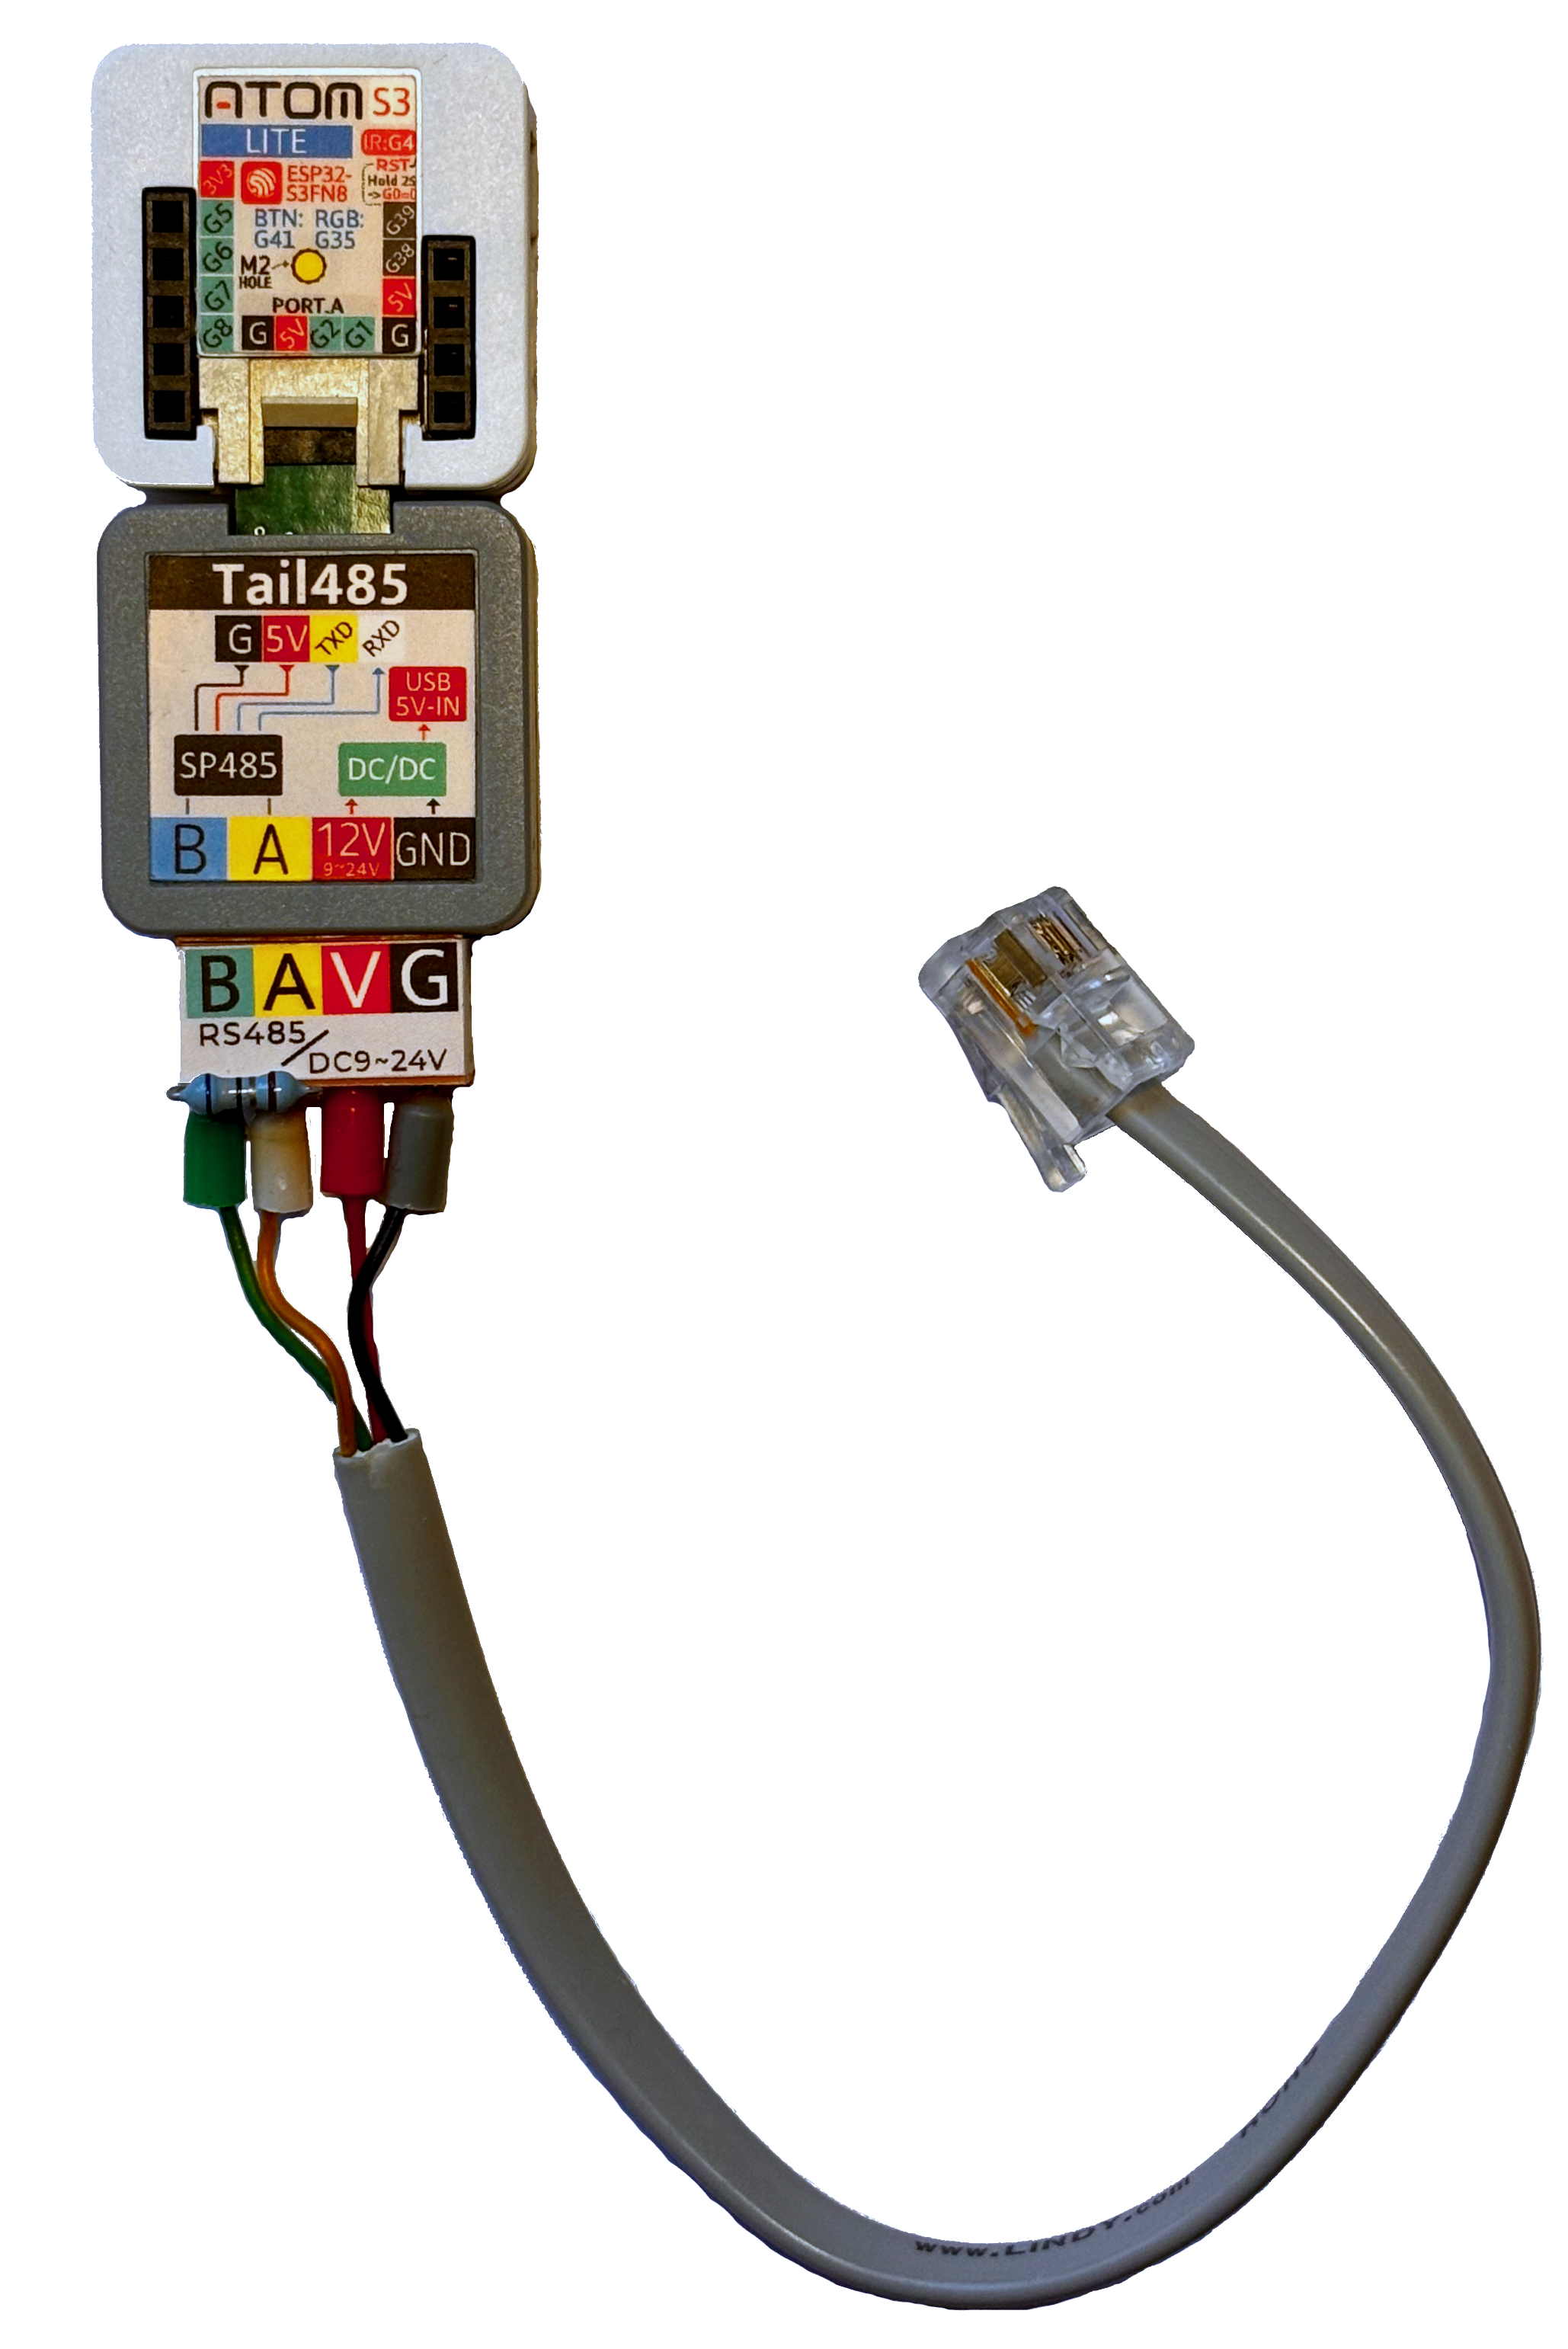 ATOM S3
LITE IR:G4
3V3 ESP32-S3FN8 RST
Hold 2S
->G0=0
G5 BTN: RGB: G39
G41 G35
G6 M2 HOLE G38
G7 PORT.A 5V
G8 G 5V G2 G1 G
Tail485
G 5V TXD RXD
USB
5V-IN
SP485 DC/DC
B A 12V GND
9~24V
B A V G
RS485/DC9~24V
www.LINDY.com